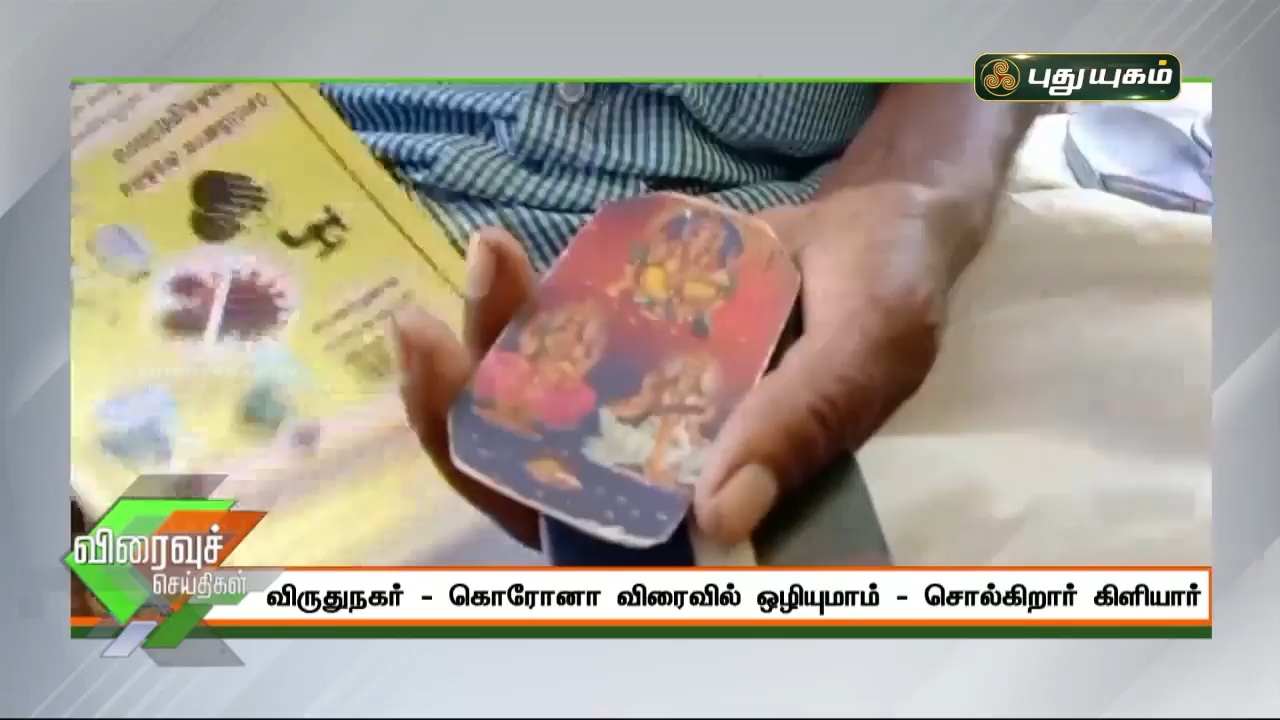 புதுயுகம்
விரைவுச்
செய்திகள்
விருதுநகர் - கொரோனா விரைவில் ஒழியுமாம் - சொல்கிறார் கிளியார்